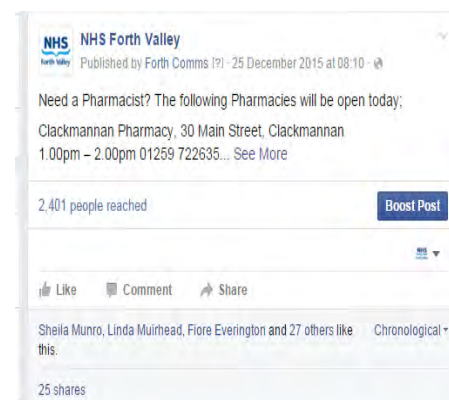 NHS
Forth Valley
NHS Forth Valley
Published by Forth Comms [?] · 25 December 2015 at 08:10 ·
Need a Pharmacist? The following Pharmacies will be open today;
Clackmannan Pharmacy, 30 Main Street, Clackmannan
1.00pm – 2.00pm 01259 722635... See More
2,401 people reached
Boost Post
NHS
Like Comment Share
Sheila Munro, Linda Muirhead, Fiore Everington and 27 others like this.
Chronological
25 shares